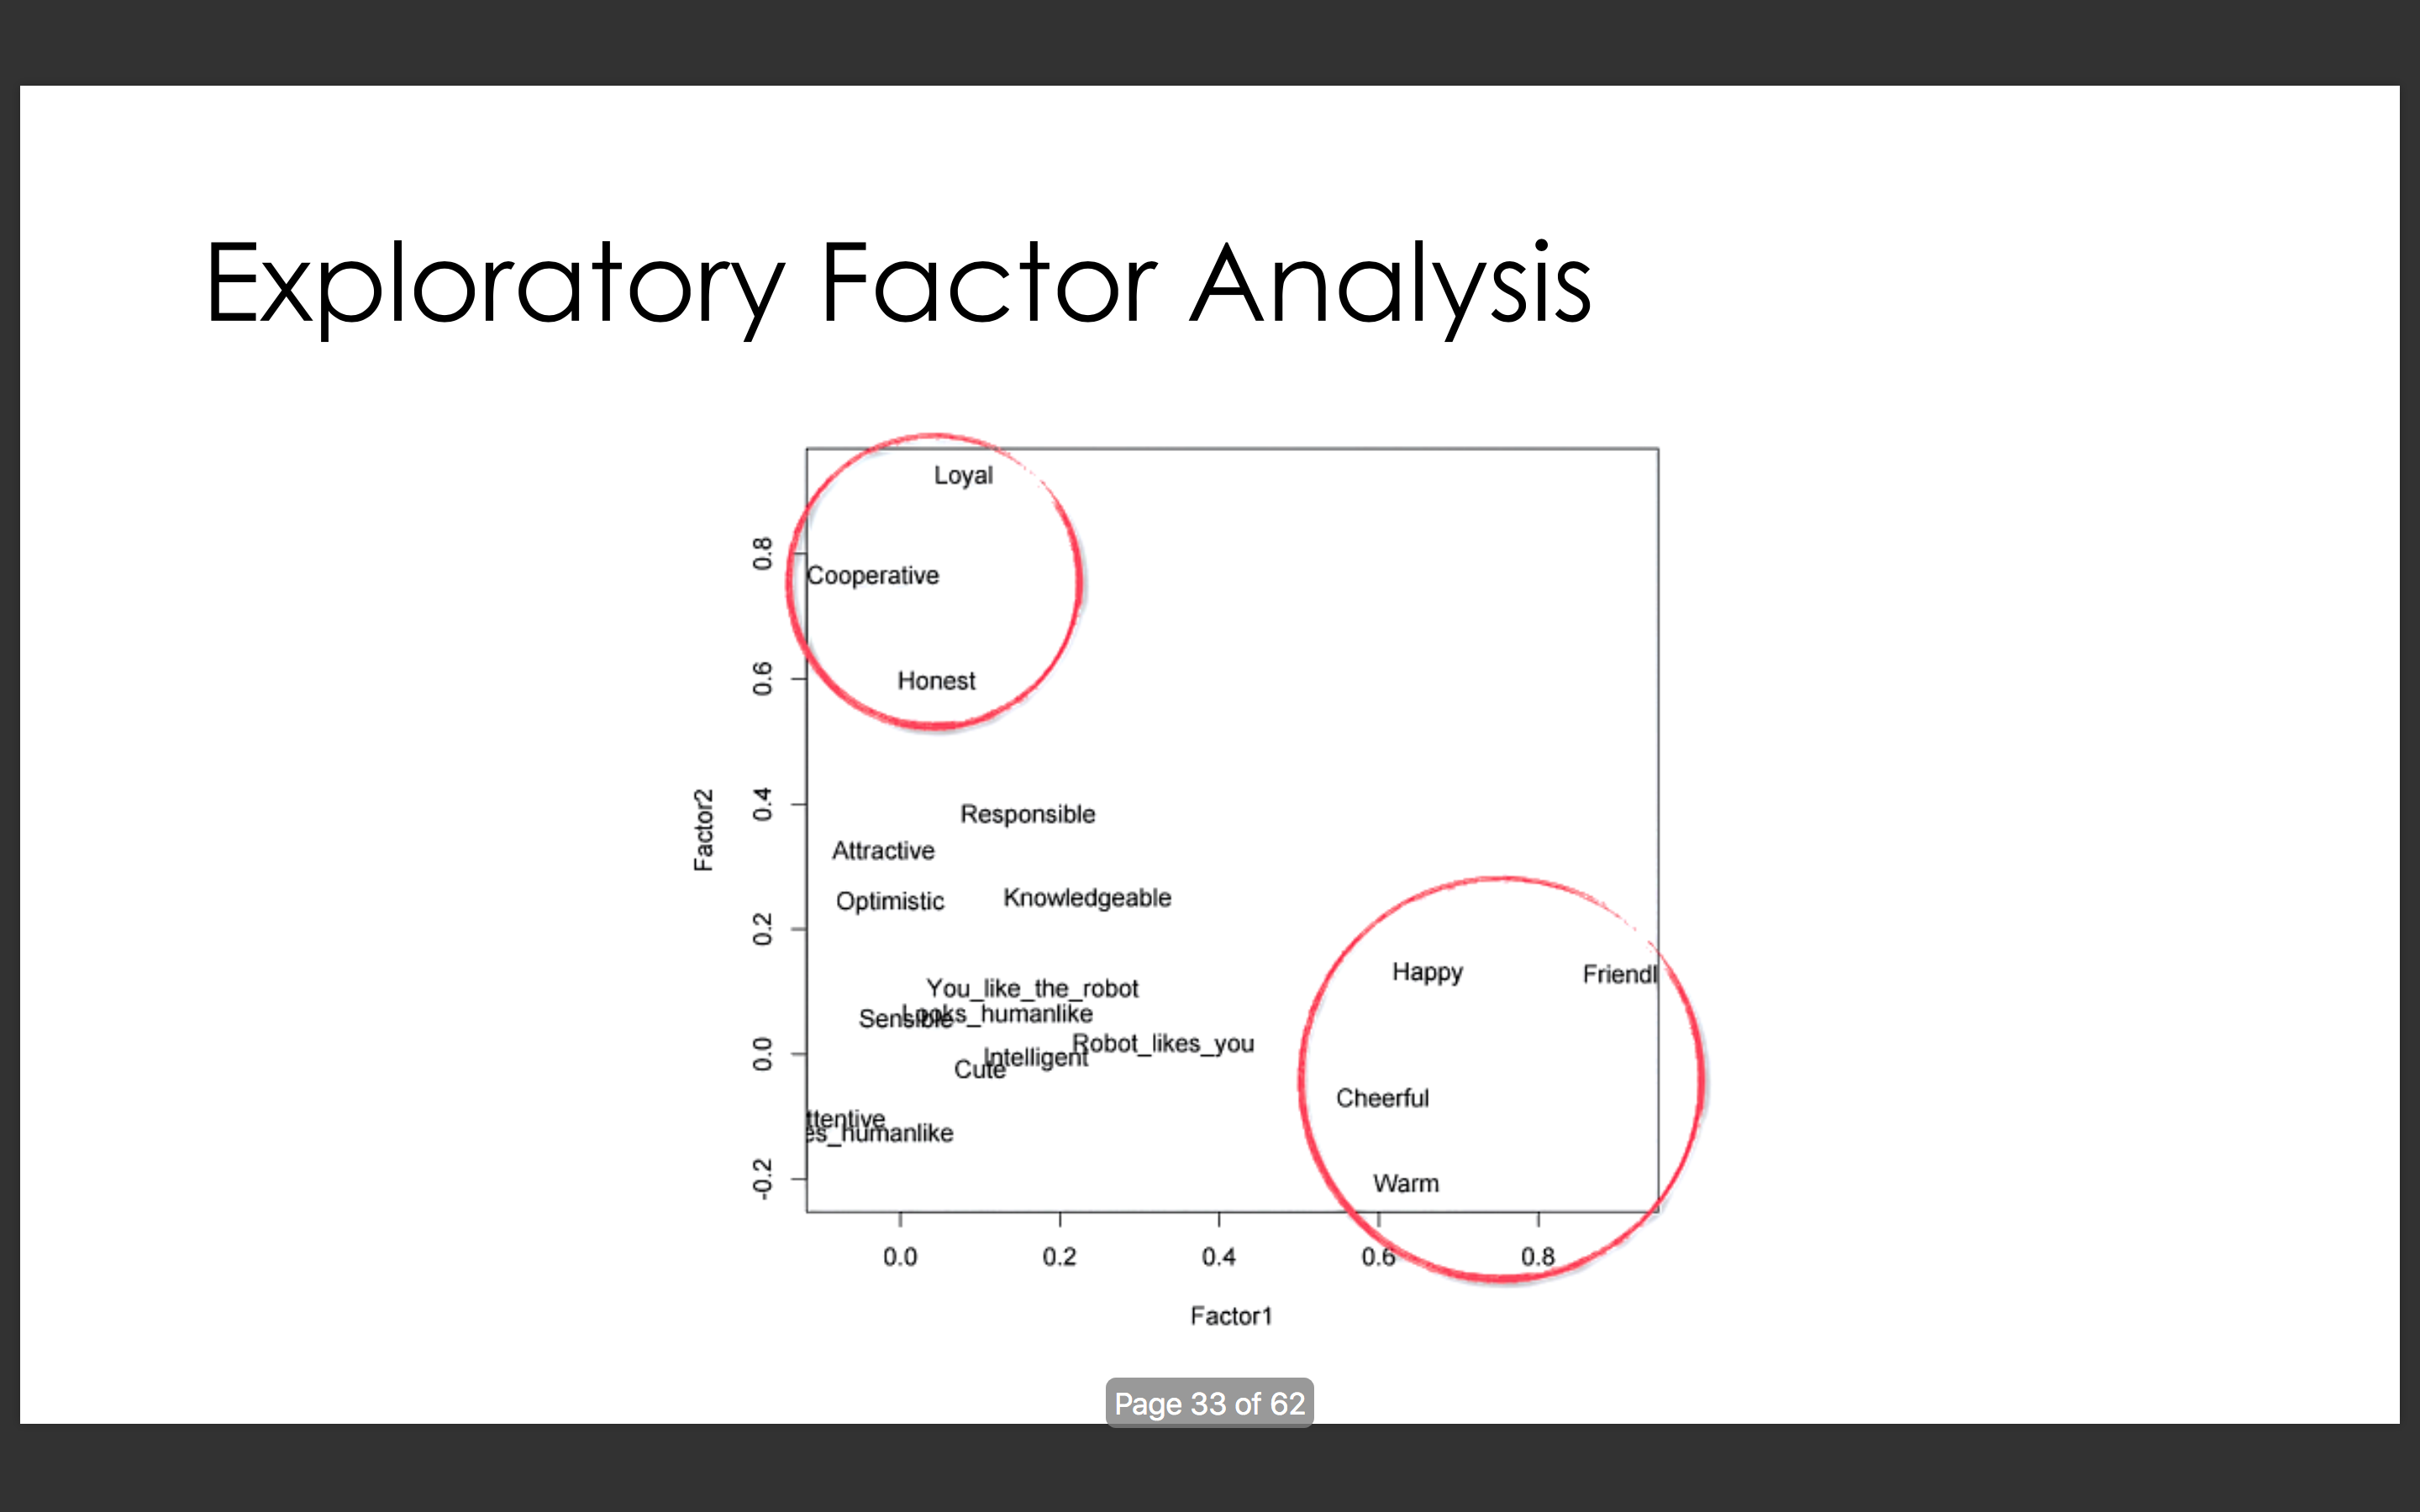 Exploratory Factor Analysis
Loyal
0.8
Cooperative
0.6
Honest
0.4
Responsible
Factor2
Attractive
Optimistic
Knowledgeable
0.2
Happy
Friendl
You_like_the_robot
Looks_humanlike
Sensible
Robot_likes_you
0.0
Intelligent
Cute
Cheerful
ttentive
es_humanlike
-0.2
Warm
0.0 0.2 0.4 0.6 0.8
Factor1
Page 33 of 62